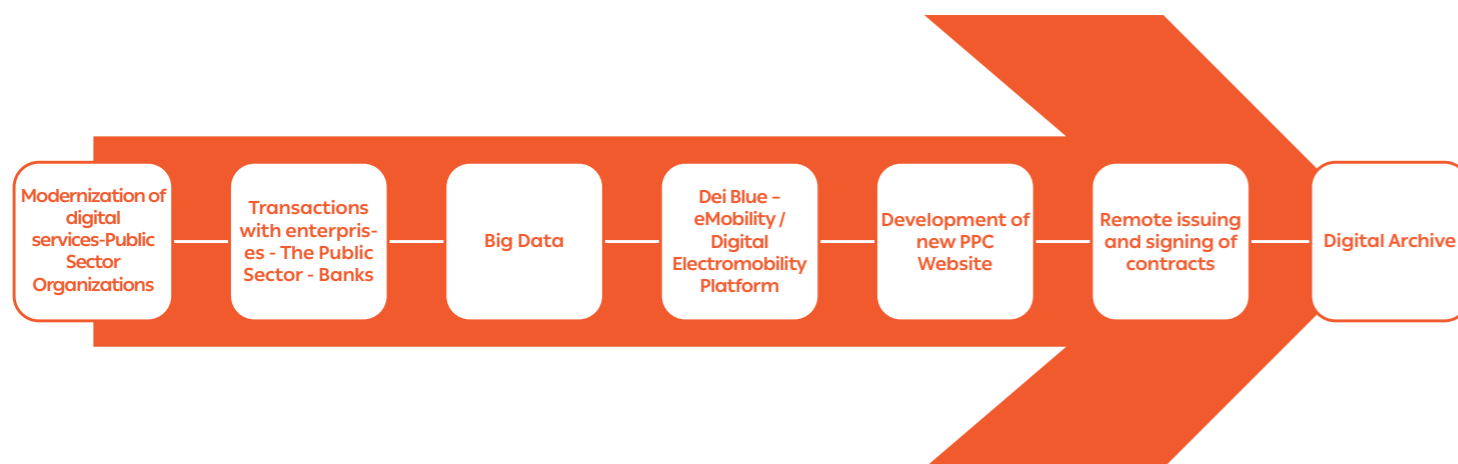 Modernization of
digital
services-Public
Sector
Organizations
Transactions
with enterpris-
es - The Public
Sector - Banks
Big Data
Dei Blue –
eMobility /
Digital
Electromobility
Platform
Development of
new PPC
Website
Remote issuing
and signing of
contracts
Digital Archive